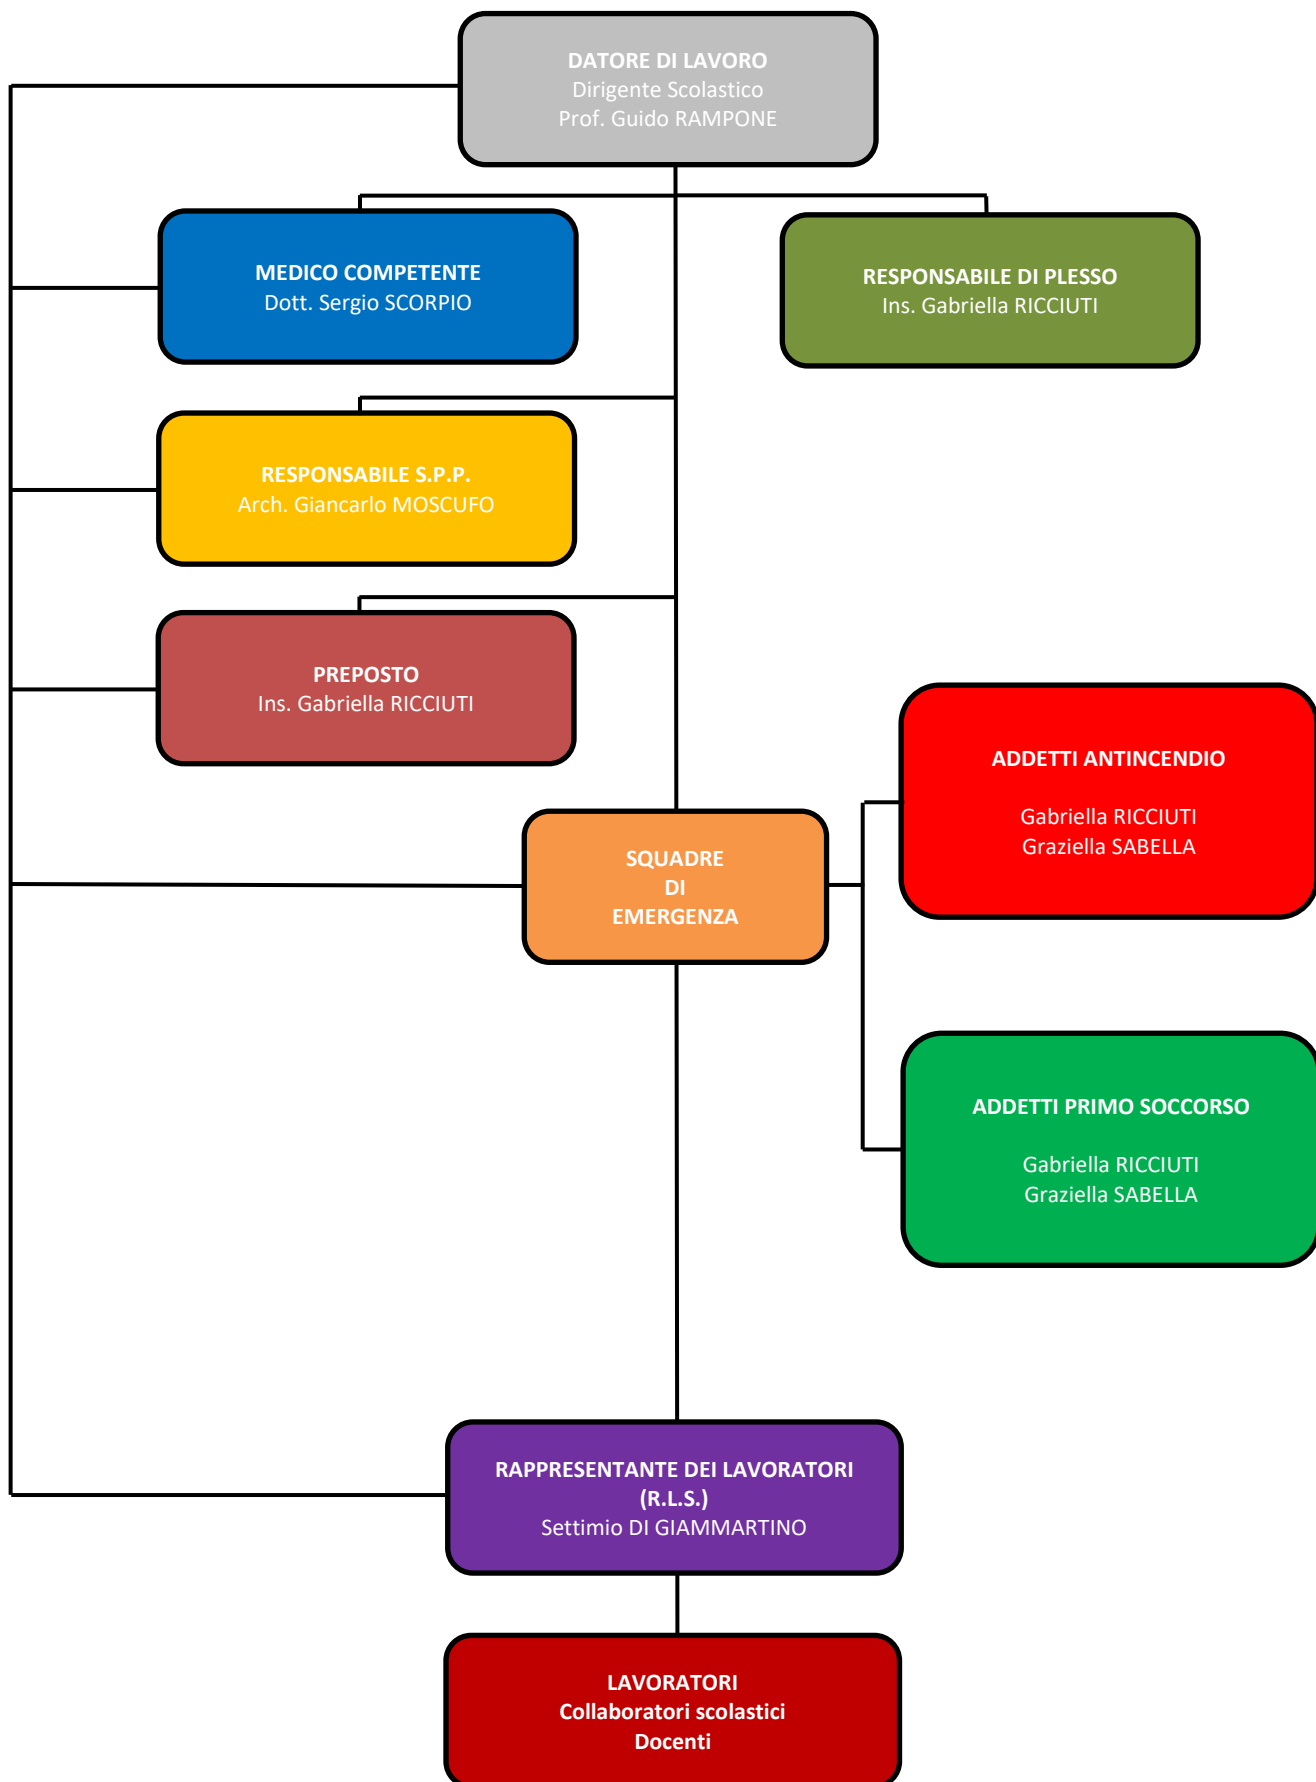 DATORE DI LAVORO
Dirigente Scolastico
Prof. Guido RAMPONE
MEDICO COMPETENTE
Dott. Sergio SCORPIO
RESPONSABILE DI PLESSO
Ins. Gabriella RICCIUTI
RESPONSABILE S.P.P.
Arch. Giancarlo MOSCUFO
PREPOSTO
Ins. Gabriella RICCIUTI
ADDETTI ANTINCENDIO
Gabriella RICCIUTI
Graziella SABELLA
SQUADRE
DI
EMERGENZA
ADDETTI PRIMO SOCCORSO
Gabriella RICCIUTI
Graziella SABELLA
RAPPRESENTANTE DEI LAVORATORI
(R.L.S.)
Settimio DI GIAMMARTINO
LAVORATORI
Collaboratori scolastici
Docenti